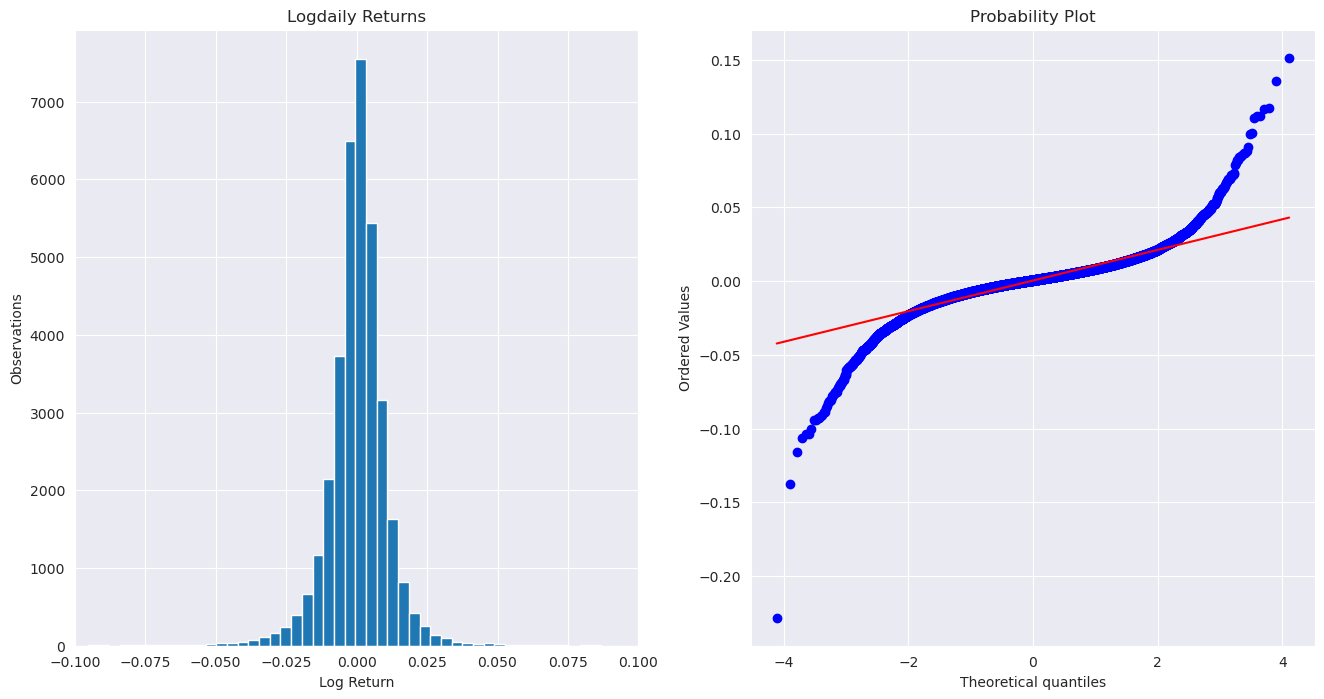 Logdaily Returns
Observations
7000
6000
5000
4000
3000
2000
1000
0
−0.100 −0.075 −0.050 −0.025 0.000 0.025 0.050 0.075 0.100
Log Return
Probability Plot
Ordered Values
0.15
0.10
0.05
0.00
−0.05
−0.10
−0.15
−0.20
−4 −2 0 2 4
Theoretical quantiles